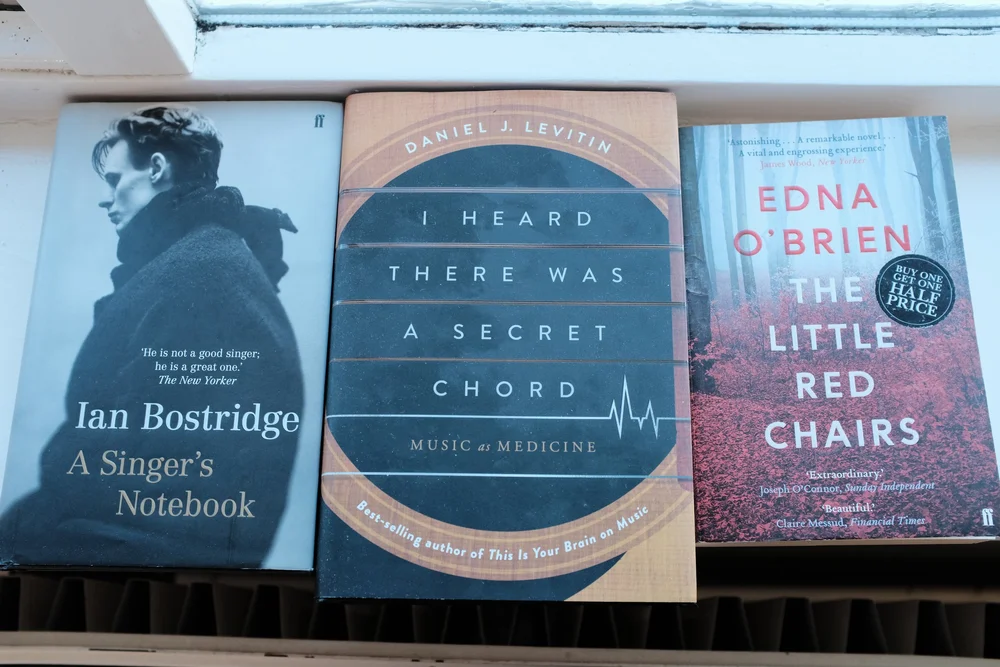 ff
'He is not a good singer;
he is a great one.'
The New Yorker
Ian Bostridge
A Singer's
Notebook
DANIEL J. LEVITIN
I HEARD
THERE WAS
A SECRET
CHORD
MUSIC as MEDICINE
Best-selling author of This Is Your Brain on Music
'Astonishing . . . A remarkable novel . . .
A vital and engrossing experience.'
James Wood, New Yorker
EDNA
O'BRIEN
BUY ONE
GET ONE
HALF
PRICE
THE
LITTLE
RED
CHAIRS
'Extraordinary.'
Joseph O'Connor, Sunday Independent
'Beautiful.'
Claire Messud, Financial Times
ff